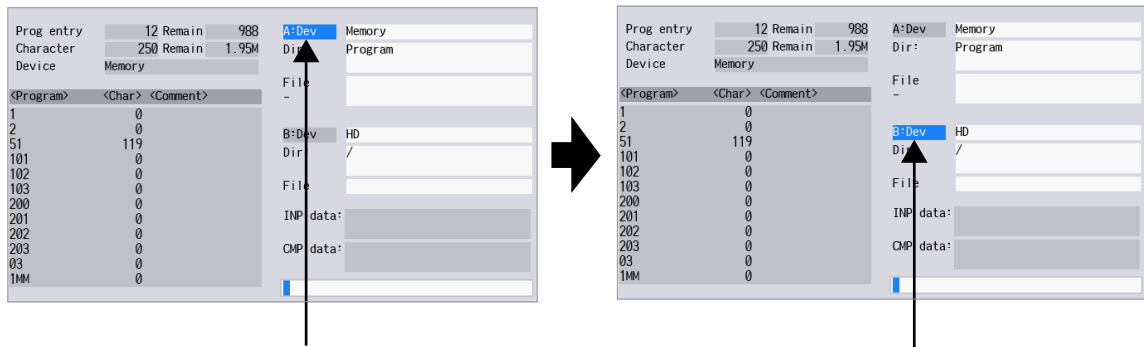 Prog entry 12 Remain 988
Character 250 Remain 1.95M
Device Memory
<Program> <Char> <Comment>
1 0
2 0
51 119
101 0
102 0
103 0
200 0
201 0
202 0
203 0
03 0
1MM 0
A:Dev Memory
Dir: Program
File
-
B:Dev HD
Dir /
File
INP data:
CMP data:
Prog entry 12 Remain 988
Character 250 Remain 1.95M
Device Memory
<Program> <Char> <Comment>
1 0
2 0
51 119
101 0
102 0
103 0
200 0
201 0
202 0
203 0
03 0
1MM 0
A:Dev Memory
Dir: Program
File
-
B:Dev HD
Dir /
File
INP data:
CMP data: